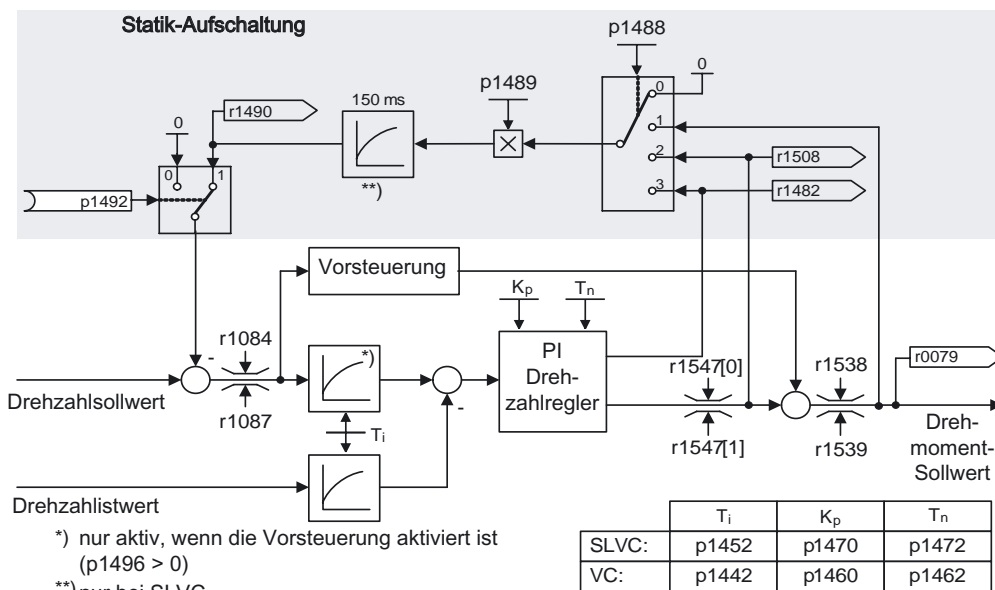 Statik-Aufschaltung
p1488
0
p1489
0
150 ms
r1490
1
0
2
r1508
**)
0
1
3
r1482
p1492
Vorsteuerung
Kp
Tn
r1084
*)
PI
Dreh-
zahlregler
r1547[0]
r1538
r0079
-
-
Drehzahlsollwert
r1087
Ti
r1547[1]
r1539
Dreh-
moment-
Sollwert
Drehzahlistwert
*) nur aktiv, wenn die Vorsteuerung aktiviert ist
(p1496 > 0)
**) nur bei SLVC
Ti Kp Tn
SLVC: p1452 p1470 p1472
VC: p1442 p1460 p1462